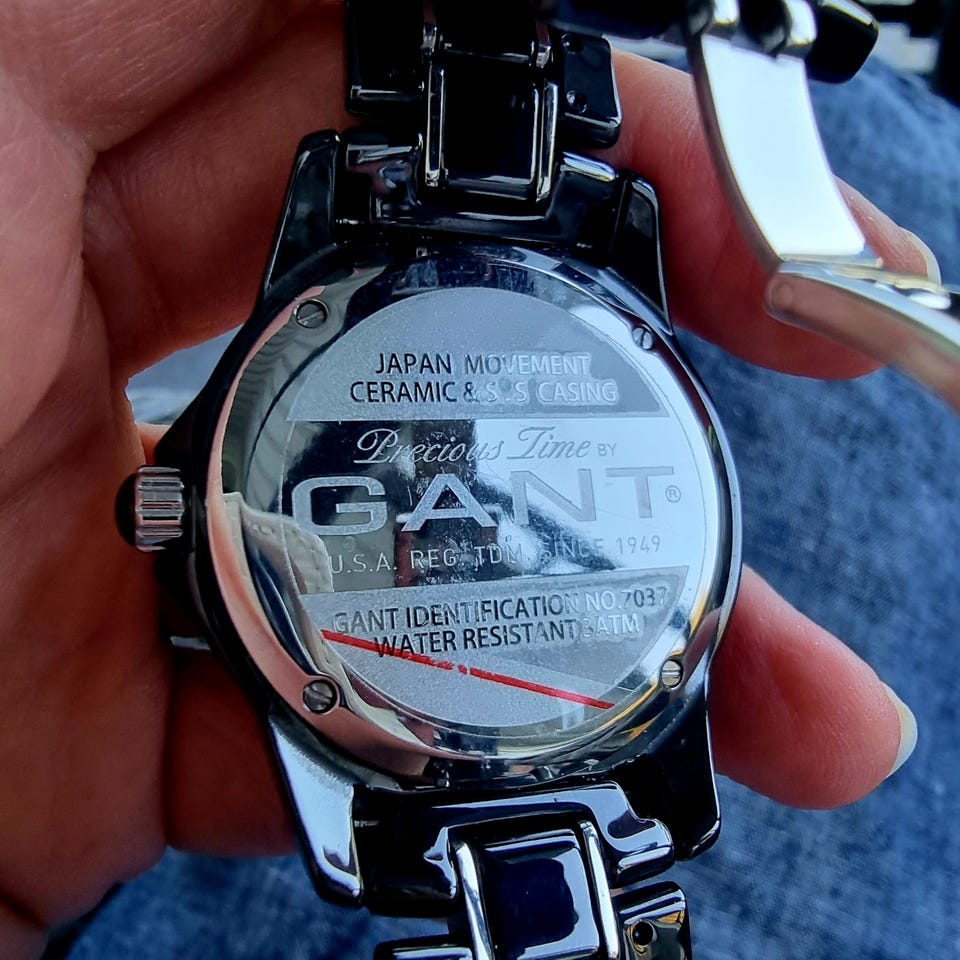 JAPAN MOVEMENT
CERAMIC & S.S CASING
Precious Time BY
GANT®
U.S.A. REG. TDM. SINCE 1949
GANT IDENTIFICATION NO.7037
WATER RESISTANT 3ATM